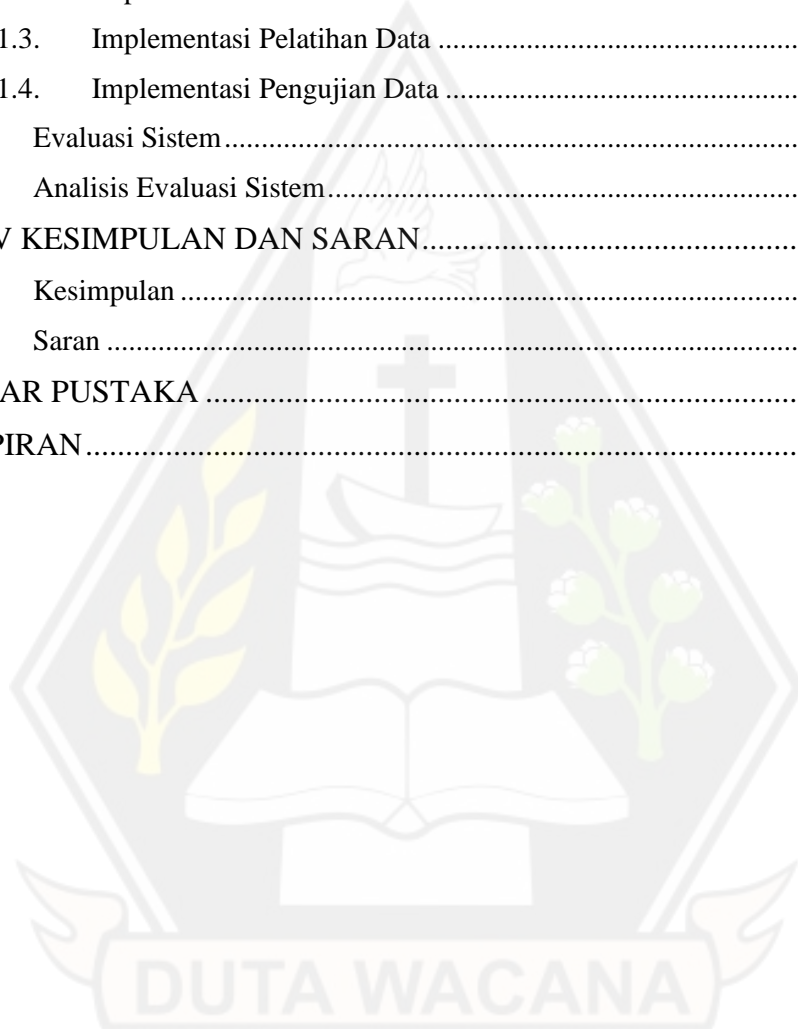 1.3. Implementasi Pelatihan Data ........................................................
1.4. Implementasi Pengujian Data .......................................................
Evaluasi Sistem ......................................................................................
Analisis Evaluasi Sistem .......................................................................
V KESIMPULAN DAN SARAN ..........................................................
Kesimpulan ............................................................................................
Saran .......................................................................................................
AR PUSTAKA .......................................................................................
PIRAN ....................................................................................................
DUTA WACANA